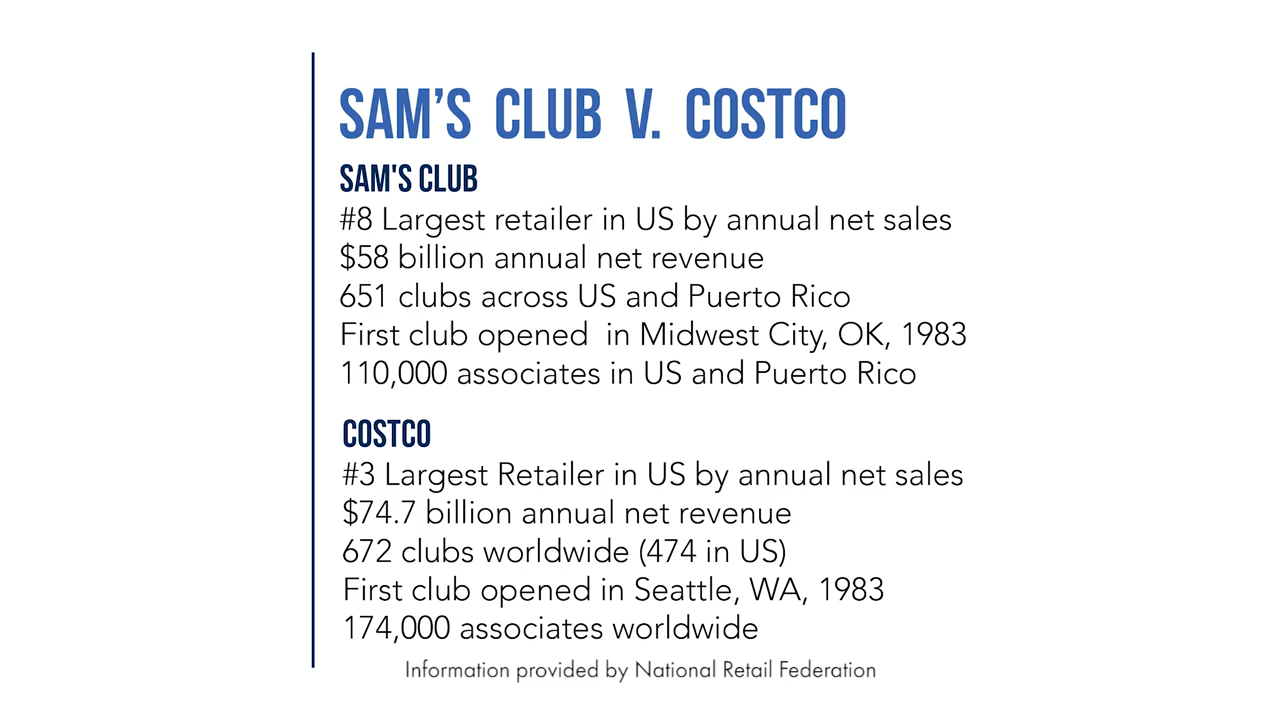 SAM'S CLUB V. COSTCO
SAM'S CLUB
#8 Largest retailer in US by annual net sales
$58 billion annual net revenue
651 clubs across US and Puerto Rico
First club opened  in Midwest City, OK, 1983
110,000 associates in US and Puerto Rico
COSTCO
#3 Largest Retailer in US by annual net sales
$74.7 billion annual net revenue
672 clubs worldwide (474 in US)
First club opened in Seattle, WA, 1983
174,000 associates worldwide
Information provided by National Retail Federation